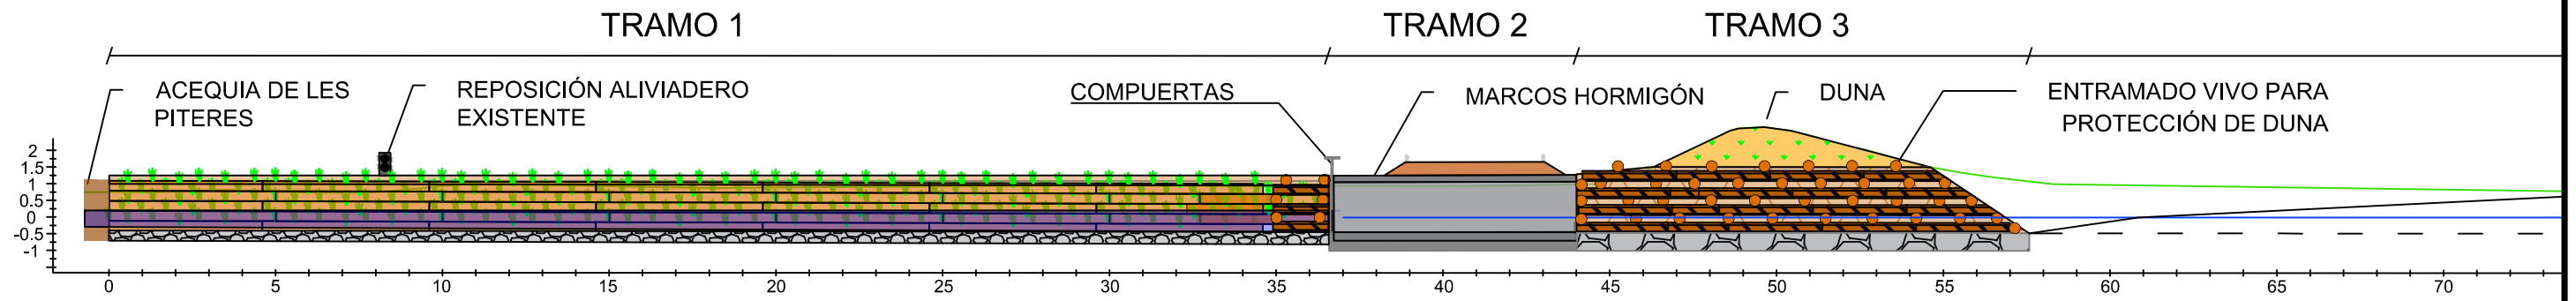 TRAMO 1
TRAMO 2
TRAMO 3
ACEQUIA DE LES
PITERES
REPOSICIÓN ALIVIADERO
EXISTENTE
COMPUERTAS
MARCOS HORMIGÓN
DUNA
ENTRAMADO VIVO PARA
PROTECCIÓN DE DUNA
2
1.5
1
0.5
0
-0.5
-1
0 5 10 15 20 25 30 35 40 45 50 55 60 65 70